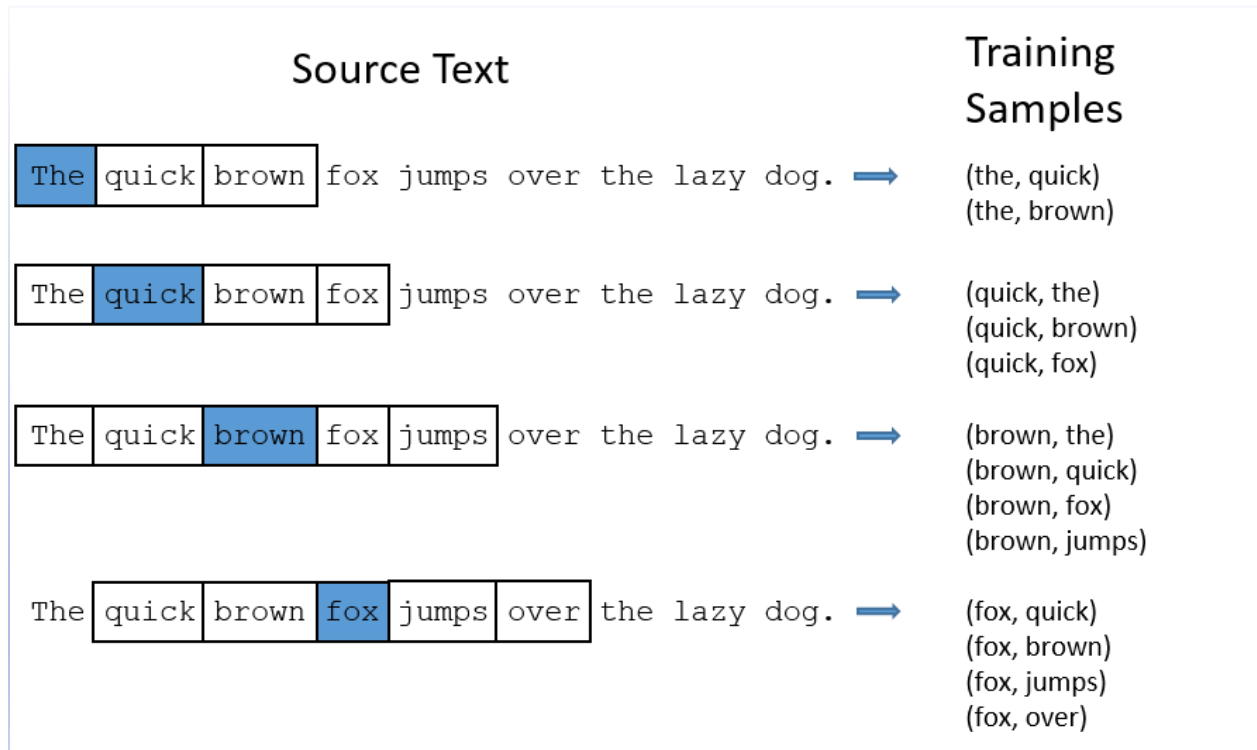 Source Text
Training
Samples
The quick brown fox jumps over the lazy dog.
(the, quick)
(the, brown)
The quick brown fox jumps over the lazy dog.
(quick, the)
(quick, brown)
(quick, fox)
The quick brown fox jumps over the lazy dog.
(brown, the)
(brown, quick)
(brown, fox)
(brown, jumps)
The quick brown fox jumps over the lazy dog.
(fox, quick)
(fox, brown)
(fox, jumps)
(fox, over)